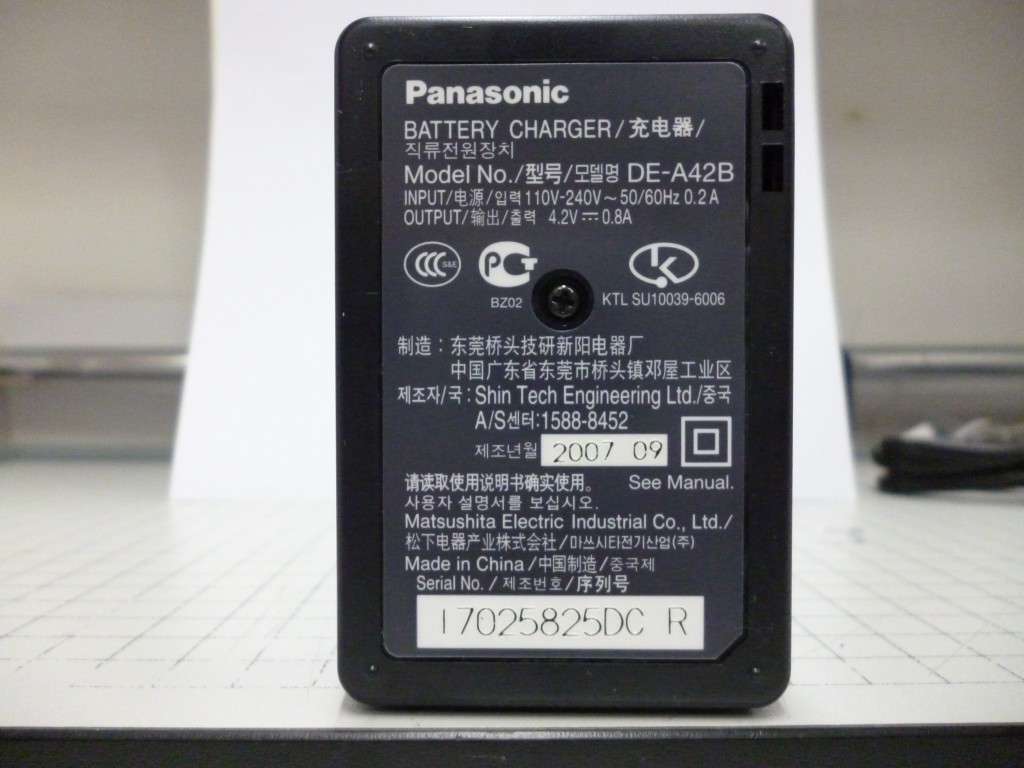 Panasonic
BATTERY CHARGER/充电器/
직류전원장치
Model No./型号/모델명 DE-A42B
INPUT/电源/입력 110V-240V～50/60Hz 0.2A
OUTPUT/输出/출력 4.2V⎓0.8A
CCC S&E PCT K
BZ02 KTL SU10039-6006
制造：东莞桥头技研新阳电器厂
中国广东省东莞市桥头镇邓屋工业区
제조자/국：Shin Tech Engineering Ltd./중국
A/S센터:1588-8452
제조년월 2007 09
请读取使用说明书确实使用。 See Manual.
사용자 설명서를 보십시오.
Matsushita Electric Industrial Co., Ltd./
松下电器产业株式会社/마쓰시타전기산업(주)
Made in China/中国制造/중국제
Serial No./제조번호/序列号
17025825DC R